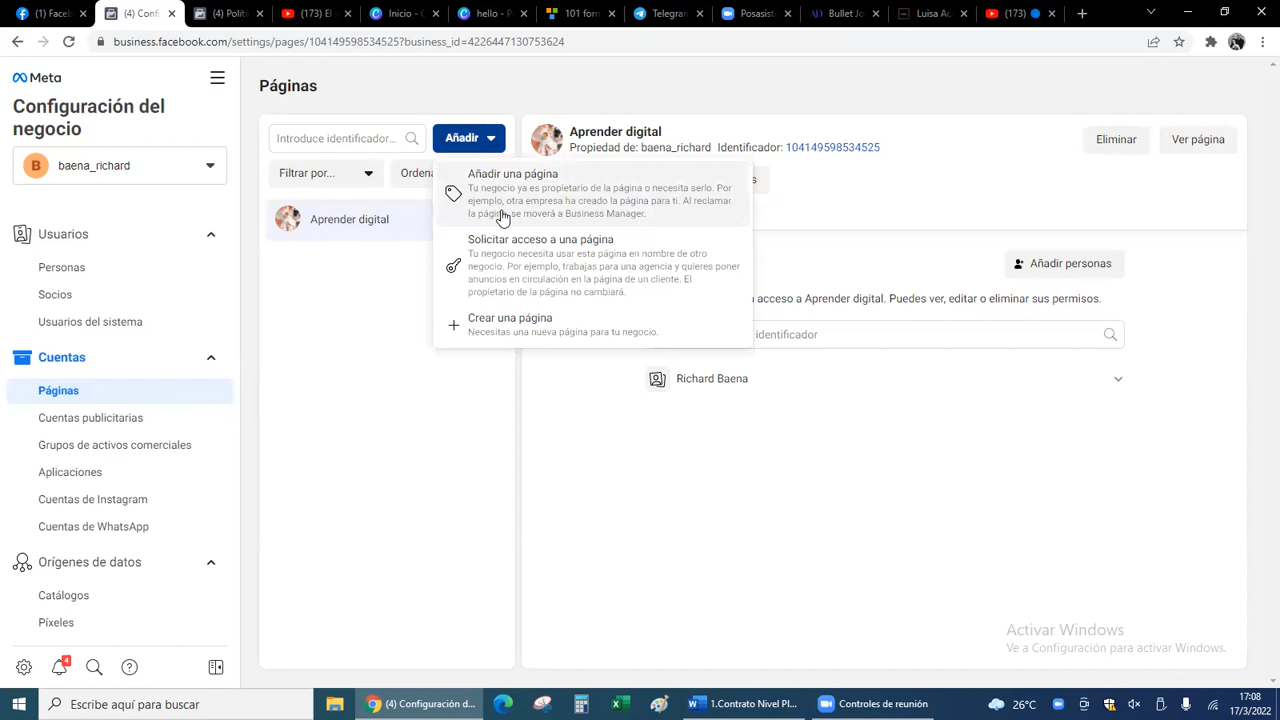 (1) Faceb
(4) Confi
(4) Polít
(173) El
Inicio - C
hello - P
101 form
Telegram
Posasist
Bullet Jo
Luisa Ac
(173)
business.facebook.com/settings/pages/104149598534525?business_id=4226447130753624
Meta
Configuración del
negocio
B
baena_richard
Usuarios
Personas
Socios
Usuarios del sistema
Cuentas
Páginas
Cuentas publicitarias
Grupos de activos comerciales
Aplicaciones
Cuentas de Instagram
Cuentas de WhatsApp
Orígenes de datos
Catálogos
Píxeles
4
Páginas
Introduce identificador...
Añadir
Filtrar por...
Ordena
Aprender digital
Añadir una página
Tu negocio ya es propietario de la página o necesita serlo. Por
ejemplo, otra empresa ha creado la página para ti. Al reclamar
la página, se moverá a Business Manager.
Solicitar acceso a una página
Tu negocio necesita usar esta página en nombre de otro
negocio. Por ejemplo, trabajas para una agencia y quieres poner
anuncios en circulación en la página de un cliente. El
propietario de la página no cambiará.
Crear una página
Necesitas una nueva página para tu negocio.
Aprender digital
Propiedad de: baena_richard Identificador: 104149598534525
Eliminar
Ver página
s
Añadir personas
acceso a Aprender digital. Puedes ver, editar o eliminar sus permisos.
identificador
Richard Baena
Activar Windows
Ve a Configuración para activar Windows.
Escribe aquí para buscar
(4) Configuración d...
1.Contrato Nivel Pl...
Controles de reunión
26°C
17:08
17/3/2022